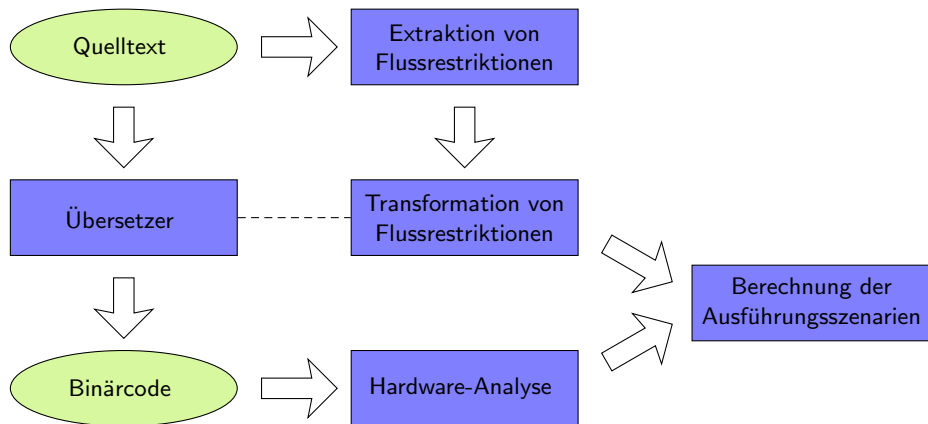 Quelltext
Extraktion von
Flussrestriktionen
Übersetzer
Transformation von
Flussrestriktionen
Berechnung der
Ausführungsszenarien
Binärcode
Hardware-Analyse